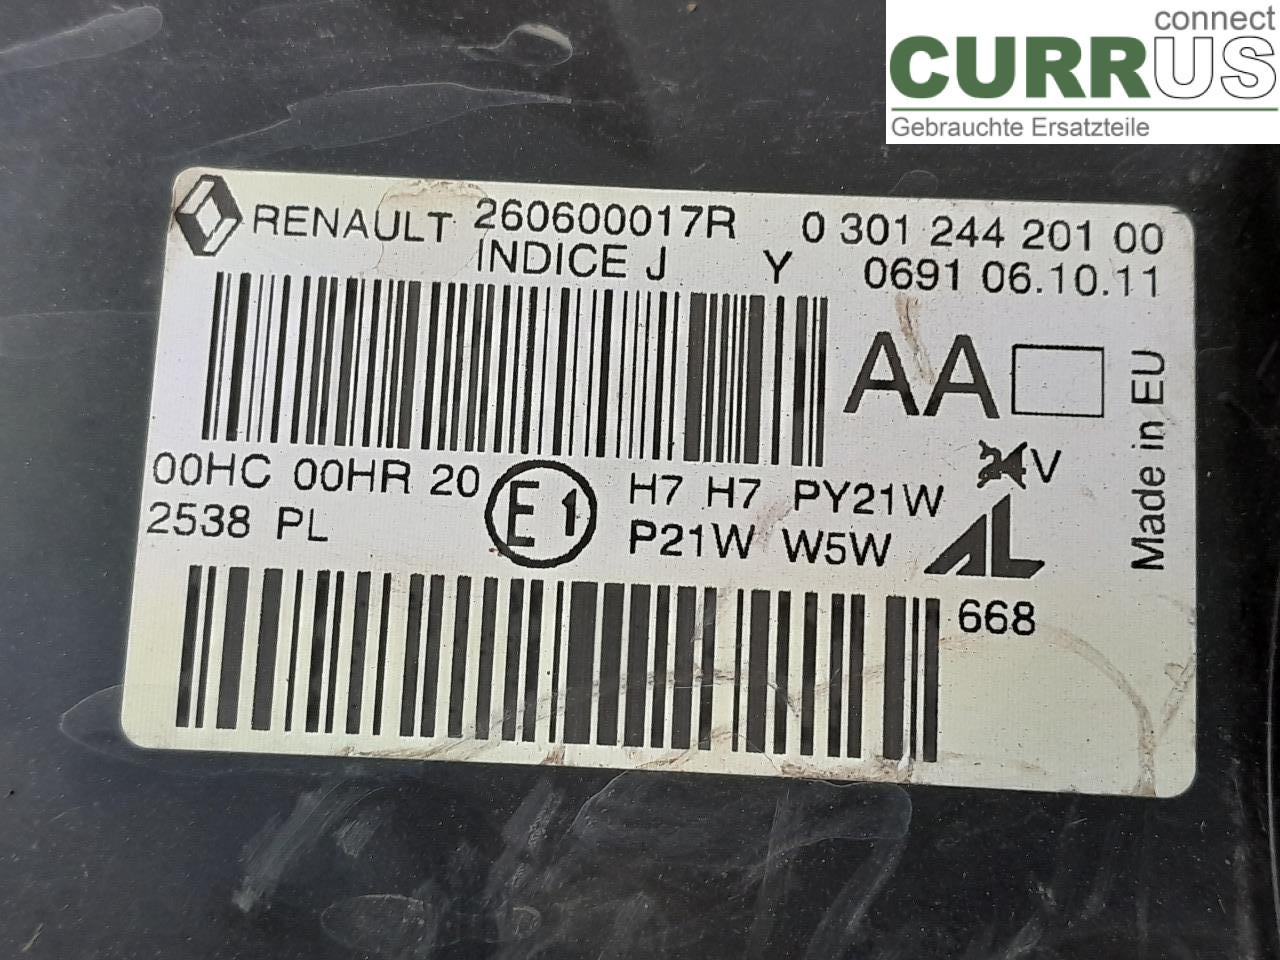 connect
CURRUS
Gebrauchte Ersatzteile
RENAULT 260600017R 0 301 244 201 00
INDICE J Y 0691 06.10.11
AA
Made in EU
24V
00HC 00HR 20 E1 H7 H7 PY21W
2538 PL P21W W5W AL
668